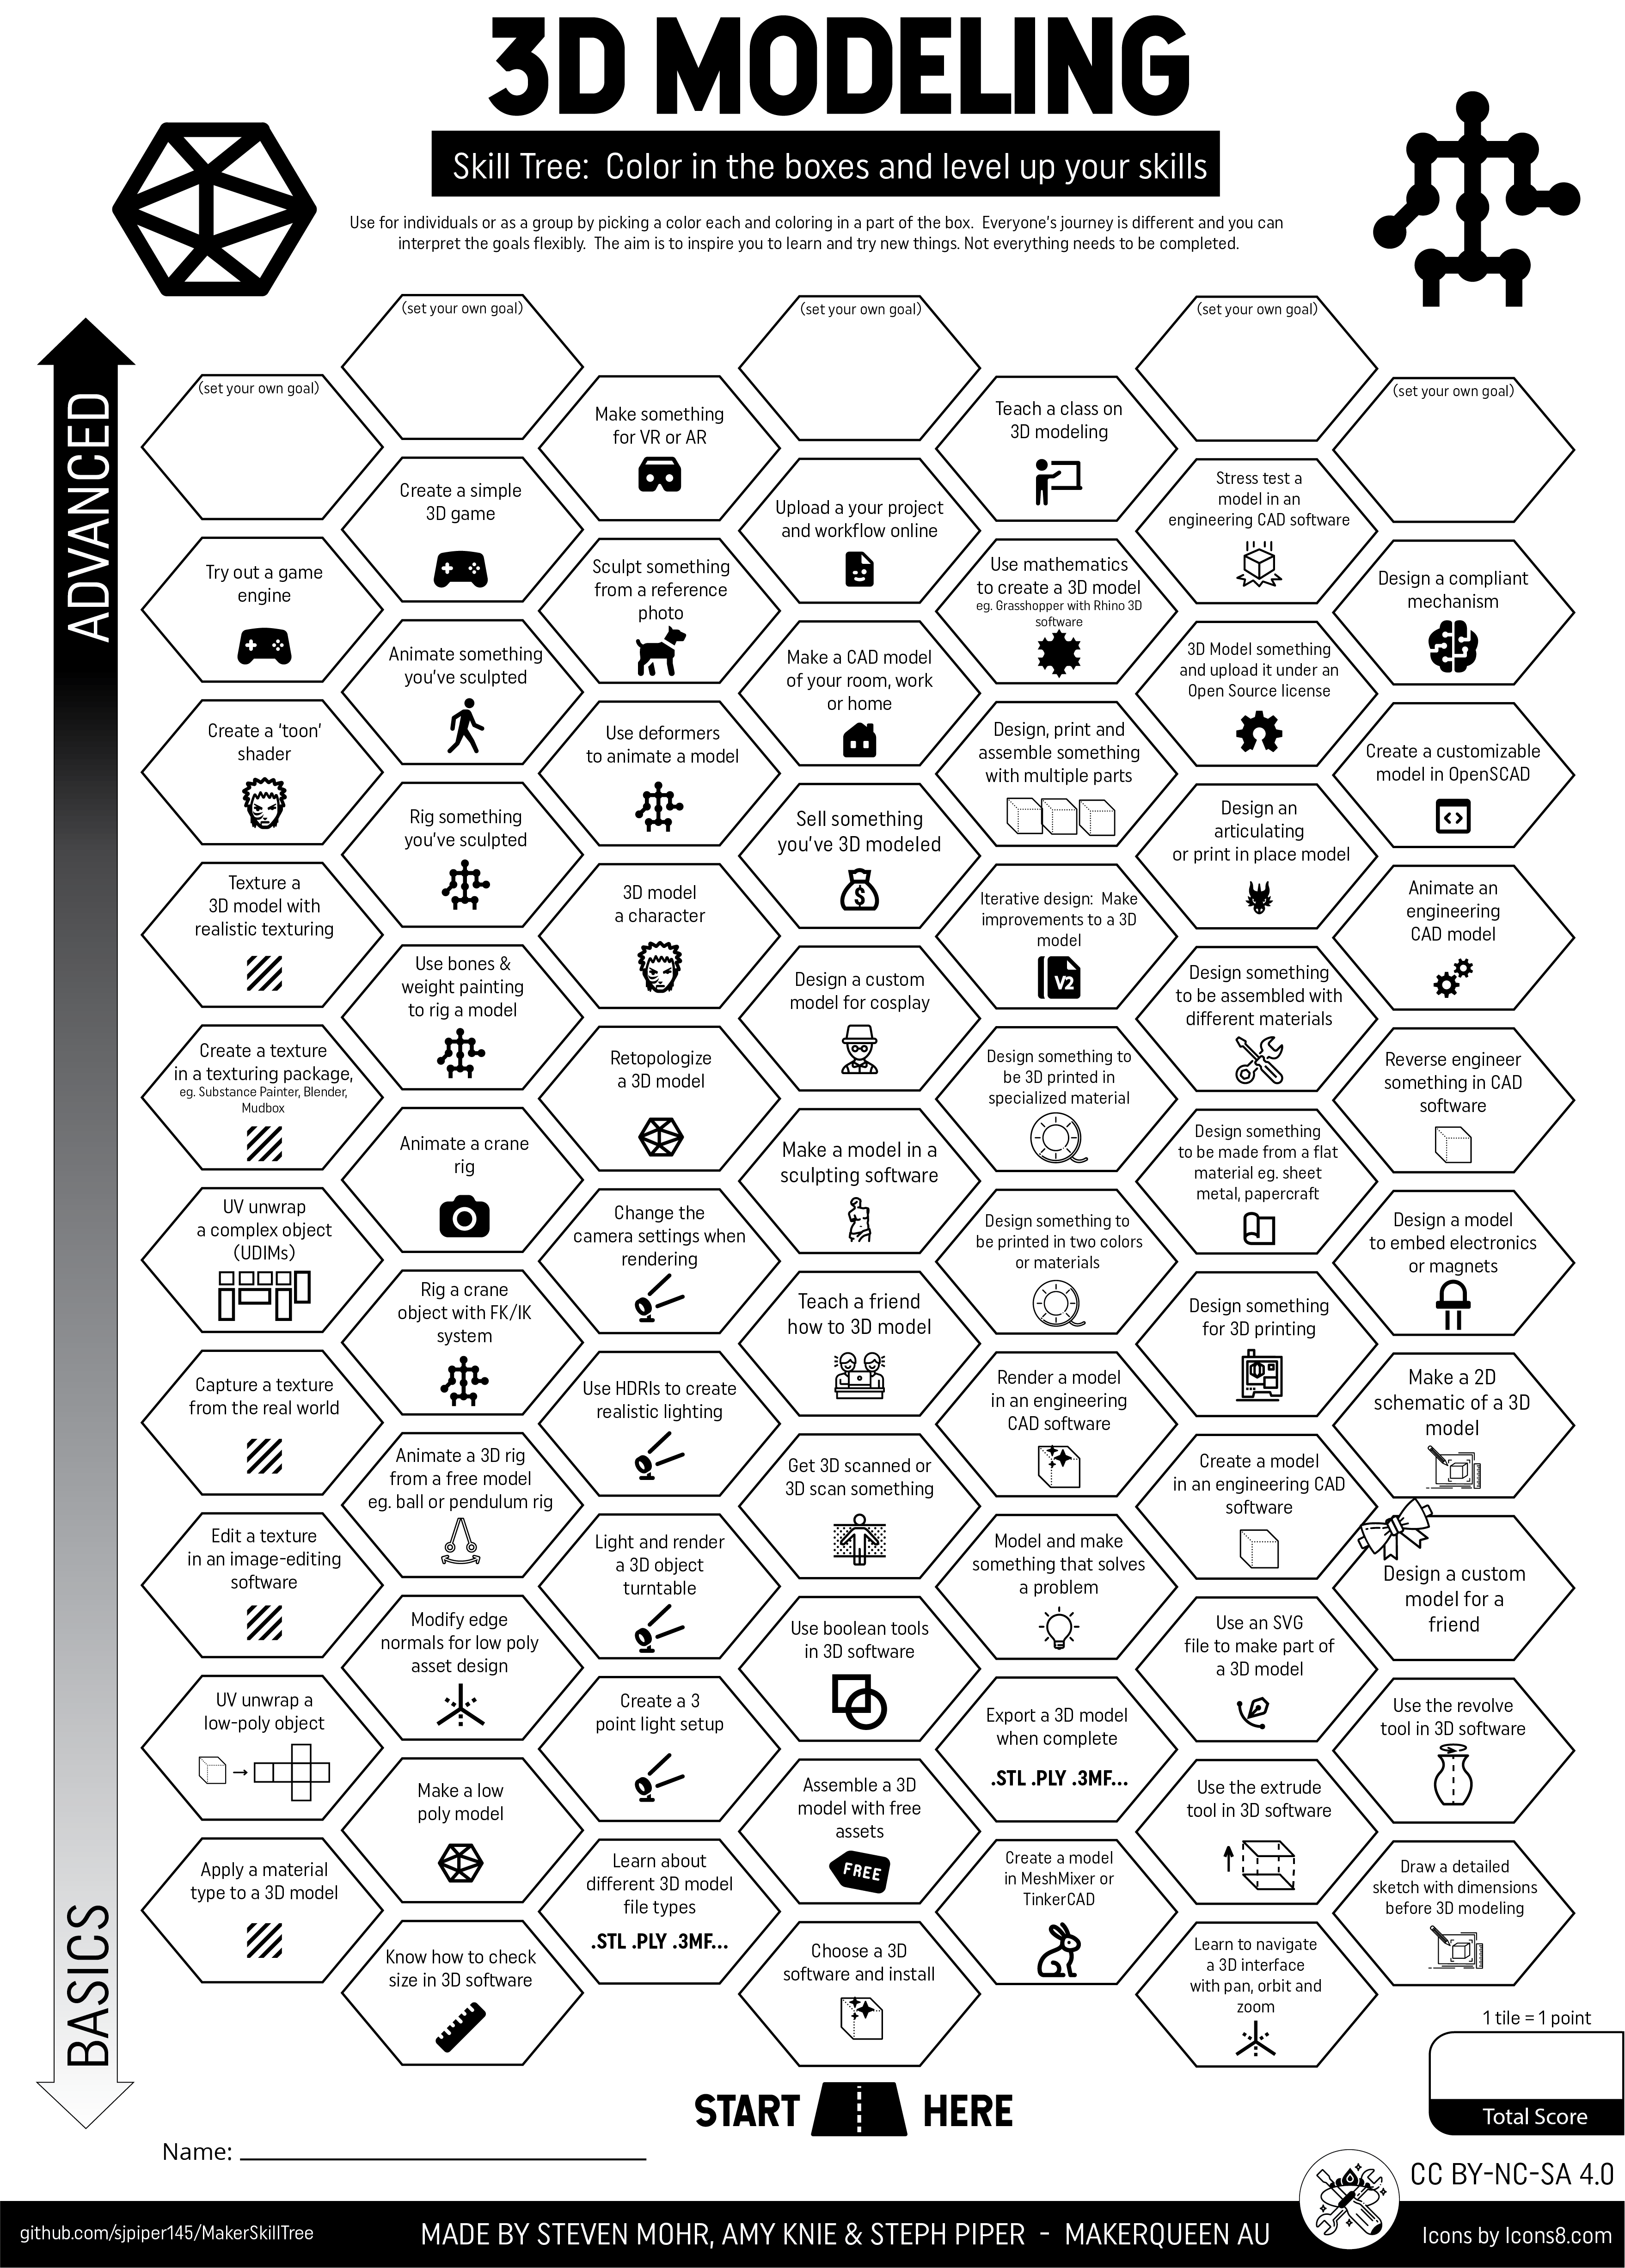 3D MODELING
Skill Tree:  Color in the boxes and level up your skills
Use for individuals or as a group by picking a color each and coloring in a part of the box.  Everyone's journey is different and you can
interpret the goals flexibly.  The aim is to inspire you to learn and try new things. Not everything needs to be completed.
ADVANCED
BASICS
(set your own goal)
Try out a game
engine
Create a ‘toon’
shader
Texture a
3D model with
realistic texturing
Create a texture
in a texturing package,
eg. Substance Painter, Blender,
Mudbox
UV unwrap
a complex object
(UDIMs)
Capture a texture
from the real world
Edit a texture
in an image-editing
software
UV unwrap a
low-poly object
Apply a material
type to a 3D model
(set your own goal)
Create a simple
3D game
Animate something
you've sculpted
Rig something
you've sculpted
Use bones &
weight painting
to rig a model
Animate a crane
rig
Rig a crane
object with FK/IK
system
Animate a 3D rig
from a free model
eg. ball or pendulum rig
Modify edge
normals for low poly
asset design
Make a low
poly model
Know how to check
size in 3D software
Make something
for VR or AR
Sculpt something
from a reference
photo
Use deformers
to animate a model
3D model
a character
Retopologize
a 3D model
Change the
camera settings when
rendering
Use HDRIs to create
realistic lighting
Light and render
a 3D object
turntable
Create a 3
point light setup
Learn about
different 3D model
file types
.STL .PLY .3MF...
(set your own goal)
Upload a your project
and workflow online
Make a CAD model
of your room, work
or home
Sell something
you've 3D modeled
$
Design a custom
model for cosplay
Make a model in a
sculpting software
Teach a friend
how to 3D model
Get 3D scanned or
3D scan something
Use boolean tools
in 3D software
Assemble a 3D
model with free
assets
FREE
Choose a 3D
software and install
Teach a class on
3D modeling
Use mathematics
to create a 3D model
eg. Grasshopper with Rhino 3D
software
Design, print and
assemble something
with multiple parts
Iterative design:  Make
improvements to a 3D
model
V2
Design something to
be 3D printed in
specialized material
Design something to
be printed in two colors
or materials
Render a model
in an engineering
CAD software
Model and make
something that solves
a problem
Export a 3D model
when complete
.STL .PLY .3MF...
Create a model
in MeshMixer or
TinkerCAD
(set your own goal)
Stress test a
model in an
engineering CAD software
3D Model something
and upload it under an
Open Source license
Design an
articulating
or print in place model
Design something
to be assembled with
different materials
Design something
to be made from a flat
material eg. sheet
metal, papercraft
Design something
for 3D printing
Create a model
in an engineering CAD
software
Use an SVG
file to make part of
a 3D model
Use the extrude
tool in 3D software
Learn to navigate
a 3D interface
with pan, orbit and
zoom
(set your own goal)
Design a compliant
mechanism
Create a customizable
model in OpenSCAD
Animate an
engineering
CAD model
Reverse engineer
something in CAD
software
Design a model
to embed electronics
or magnets
Make a 2D
schematic of a 3D
model
Design a custom
model for a
friend
Use the revolve
tool in 3D software
Draw a detailed
sketch with dimensions
before 3D modeling
START HERE
1 tile = 1 point
Total Score
Name:
CC BY-NC-SA 4.0
github.com/sjpiper145/MakerSkillTree
MADE BY STEVEN MOHR, AMY KNIE & STEPH PIPER  -  MAKERQUEEN AU
Icons by Icons8.com